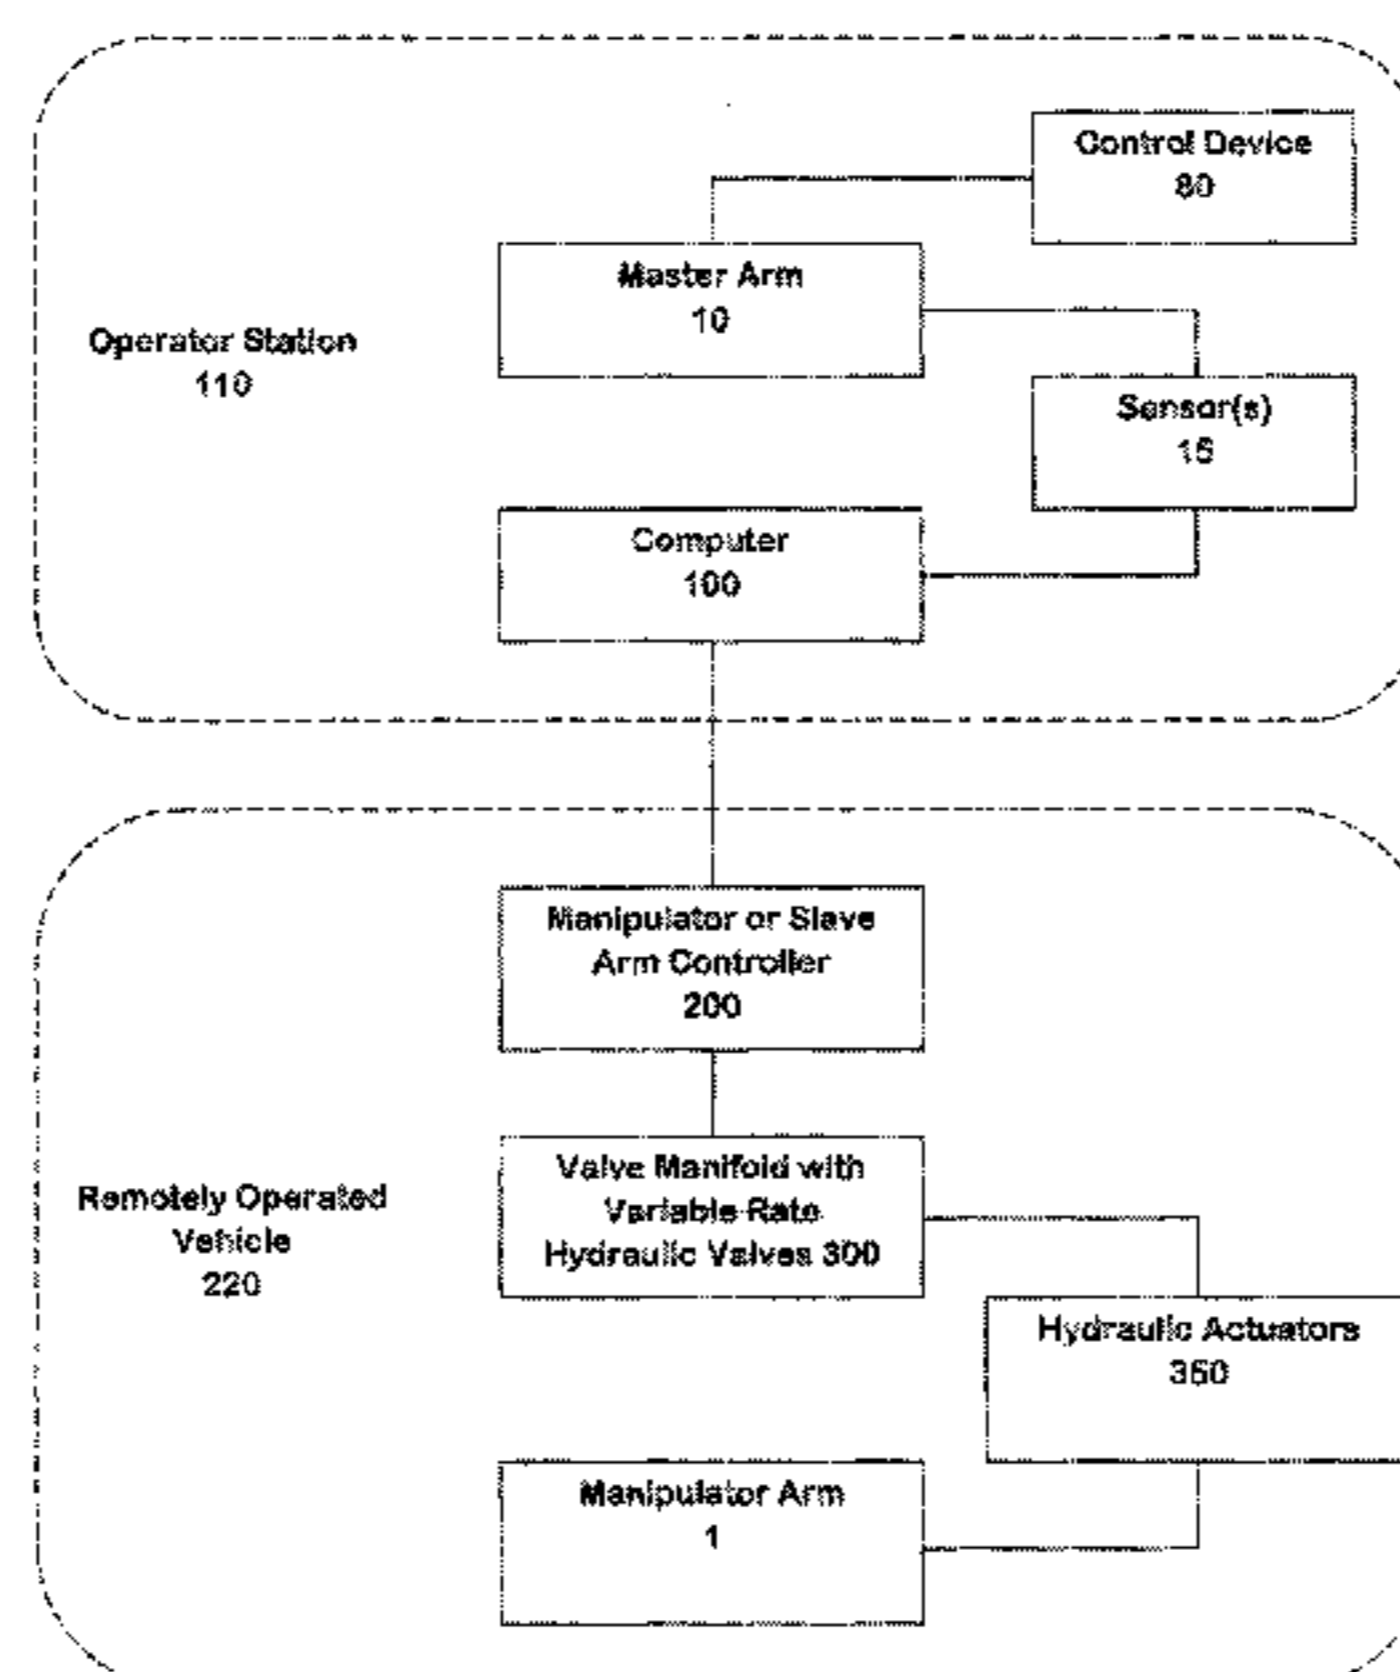 Control Device
80
Master Arm
10
Operator Station
110
Sensor(s)
15
Computer
100
Manipulator or Slave
Arm Controller
200
Valve Manifold with
Variable Rate
Hydraulic Valves 300
Remotely Operated
Vehicle
220
Hydraulic Actuators
350
Manipulator Arm
1